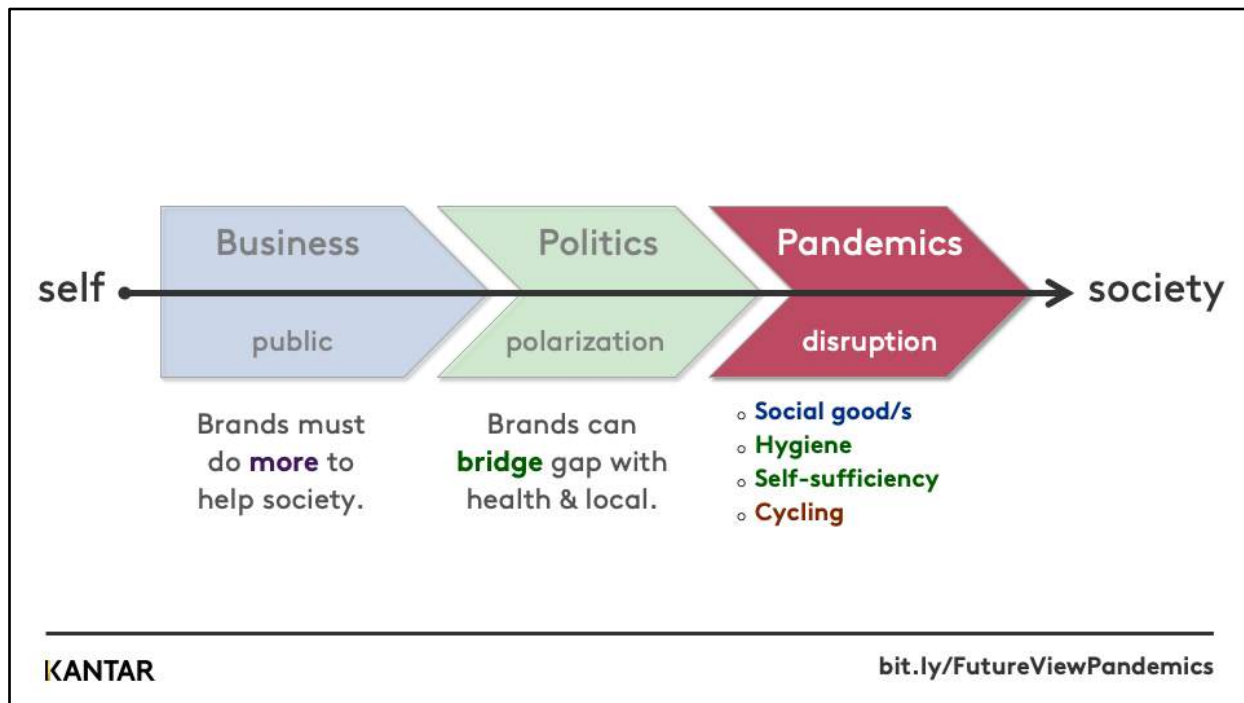 Business
Politics
Pandemics
self
society
public
polarization
disruption
Brands must
do more to
help society.
Brands can
bridge gap with
health & local.
Social good/s
Hygiene
Self-sufficiency
Cycling
KANTAR
bit.ly/FutureViewPandemics